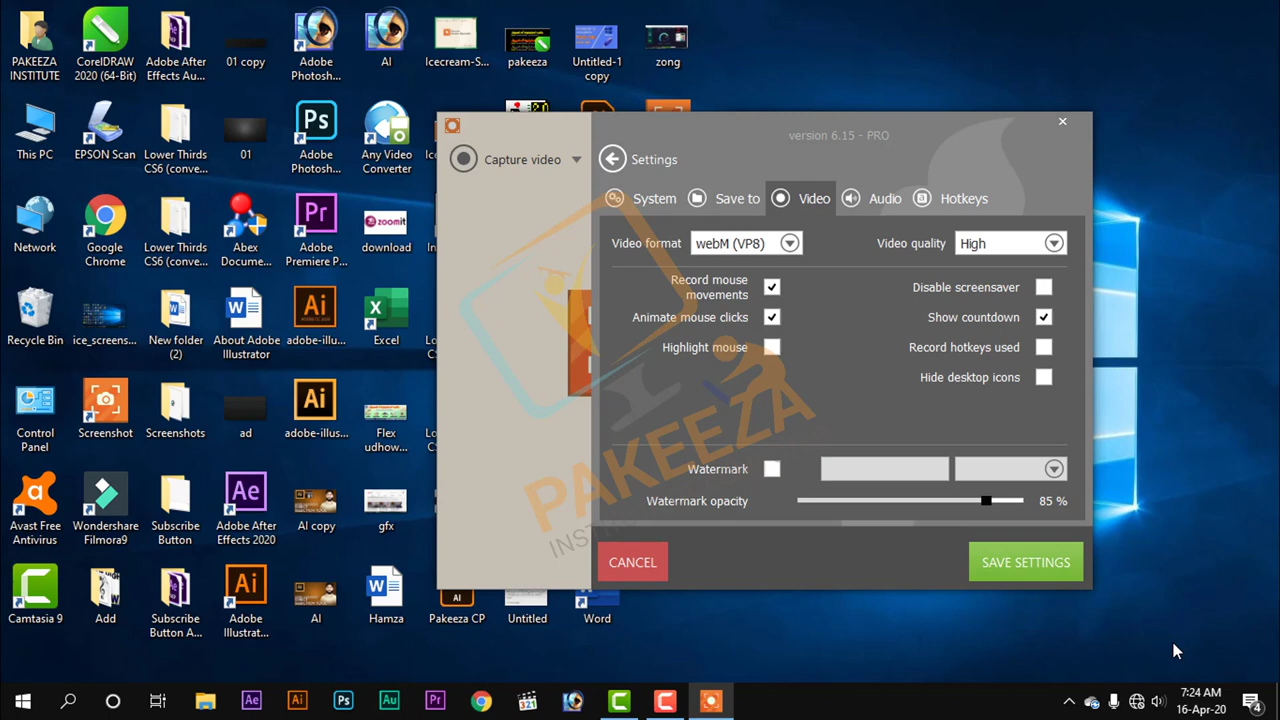 PAKEEZA
INSTITUTE
CorelDRAW
2020 (64-Bit)
Adobe After
Effects Au...
01 copy
Adobe
Photosh...
AI
Icecream-S...
pakeeza
Untitled-1
copy
zong
This PC
EPSON Scan
Lower Thirds
CS6 (conve...
01
Adobe
Photosh...
Any Video
Converter
Network
Google
Chrome
Lower Thirds
CS6 (conve...
Abex
Docume...
Adobe
Premiere P...
zoomit
download
Recycle Bin
ice_screens...
New folder
(2)
About Adobe
Illustrator
adobe-illu...
Excel
Control
Panel
Screenshot
Screenshots
ad
adobe-illus...
Flex
udhow...
Avast Free
Antivirus
Wondershare
Filmora9
Subscribe
Button
Adobe After
Effects 2020
AI copy
gfx
Camtasia 9
Add
Subscribe
Button A...
Adobe
Illustrat...
AI
Hamza
Pakeeza CP
Untitled
Word
version 6.15 - PRO
Capture video
Settings
System
Save to
Video
Audio
Hotkeys
Video format
webM (VP8)
Video quality
High
Record mouse
movements
Disable screensaver
Animate mouse clicks
Show countdown
Highlight mouse
Record hotkeys used
Hide desktop icons
Watermark
Watermark opacity
85 %
CANCEL
SAVE SETTINGS
PAKEEZA
7:24 AM
16-Apr-20
4